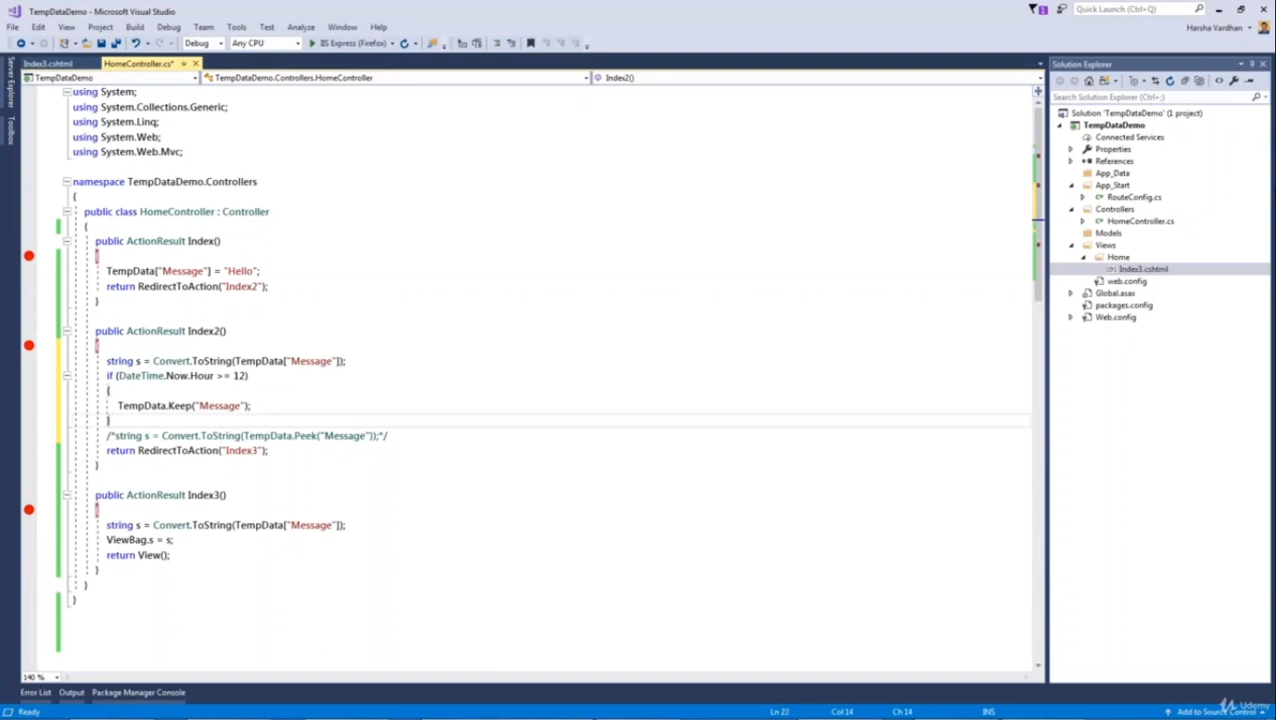 TempDataDemo - Microsoft Visual Studio
Quick Launch (Ctrl+Q)
File Edit View Project Build Debug Team Tools Test Analyze Window Help
Harsha Vardhan
Debug Any CPU IIS Express (Firefox)
Server Explorer
Toolbox
Index3.cshtml HomeController.cs*
TempDataDemo TempDataDemo.Controllers.HomeController Index2()
using System;
using System.Collections.Generic;
using System.Linq;
using System.Web;
using System.Web.Mvc;
namespace TempDataDemo.Controllers
{
public class HomeController : Controller
{
public ActionResult Index()
{
TempData["Message"] = "Hello";
return RedirectToAction("Index2");
}
public ActionResult Index2()
{
string s = Convert.ToString(TempData["Message"]);
if (DateTime.Now.Hour >= 12)
{
TempData.Keep("Message");
}
/*string s = Convert.ToString(TempData.Peek("Message"));*/
return RedirectToAction("Index3");
}
public ActionResult Index3()
{
string s = Convert.ToString(TempData["Message"]);
ViewBag.s = s;
return View();
}
}
}
140 %
Solution Explorer
Search Solution Explorer (Ctrl+;)
Solution 'TempDataDemo' (1 project)
TempDataDemo
Connected Services
Properties
References
App_Data
App_Start
RouteConfig.cs
Controllers
HomeController.cs
Models
Views
Home
Index3.cshtml
web.config
Global.asax
packages.config
Web.config
Error List Output Package Manager Console
Ready Ln 23 Col 14 Ch 14 INS Add to Source Control
Udemy